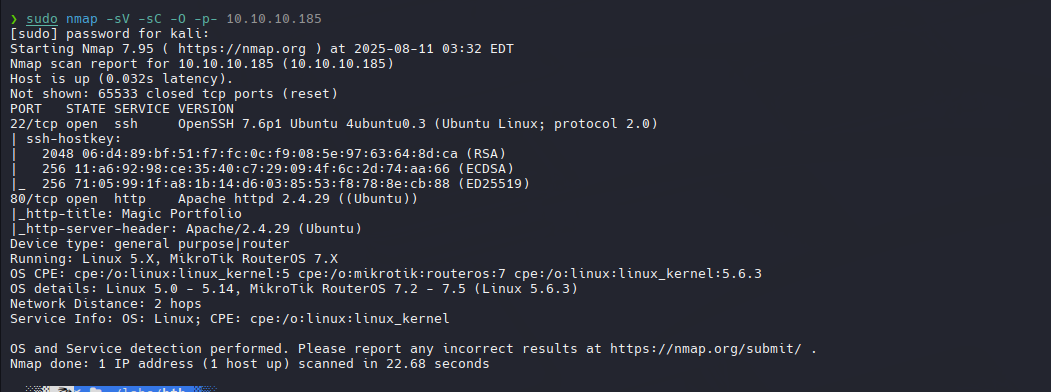 ❯ sudo nmap -sV -sC -O -p- 10.10.10.185
[sudo] password for kali:
Starting Nmap 7.95 ( https://nmap.org ) at 2025-08-11 03:32 EDT
Nmap scan report for 10.10.10.185 (10.10.10.185)
Host is up (0.032s latency).
Not shown: 65533 closed tcp ports (reset)
PORT   STATE SERVICE VERSION
22/tcp open  ssh     OpenSSH 7.6p1 Ubuntu 4ubuntu0.3 (Ubuntu Linux; protocol 2.0)
| ssh-hostkey:
|   2048 06:d4:89:bf:51:f7:fc:0c:f9:08:5e:97:63:64:8d:ca (RSA)
|   256 11:a6:92:98:ce:35:40:c7:29:09:4f:6c:2d:74:aa:66 (ECDSA)
|_  256 71:05:99:1f:a8:1b:14:d6:03:85:53:f8:78:8e:cb:88 (ED25519)
80/tcp open  http    Apache httpd 2.4.29 ((Ubuntu))
|_http-title: Magic Portfolio
|_http-server-header: Apache/2.4.29 (Ubuntu)
Device type: general purpose|router
Running: Linux 5.X, MikroTik RouterOS 7.X
OS CPE: cpe:/o:linux:linux_kernel:5 cpe:/o:mikrotik:routeros:7 cpe:/o:linux:linux_kernel:5.6.3
OS details: Linux 5.0 - 5.14, MikroTik RouterOS 7.2 - 7.5 (Linux 5.6.3)
Network Distance: 2 hops
Service Info: OS: Linux; CPE: cpe:/o:linux:linux_kernel
OS and Service detection performed. Please report any incorrect results at https://nmap.org/submit/ .
Nmap done: 1 IP address (1 host up) scanned in 22.68 seconds